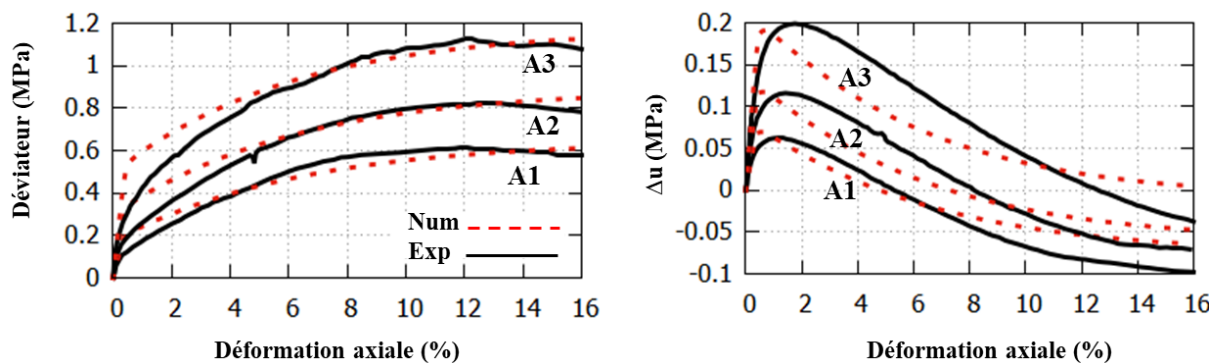 Déviateur (MPa)
1.2
1
0.8
0.6
0.4
0.2
0
A3
A2
A1
Num
Exp
0 2 4 6 8 10 12 14 16
Déformation axiale (%)
Δu (MPa)
0.2
0.15
0.1
0.05
0
-0.05
-0.1
A3
A2
A1
0 2 4 6 8 10 12 14 16
Déformation axiale (%)